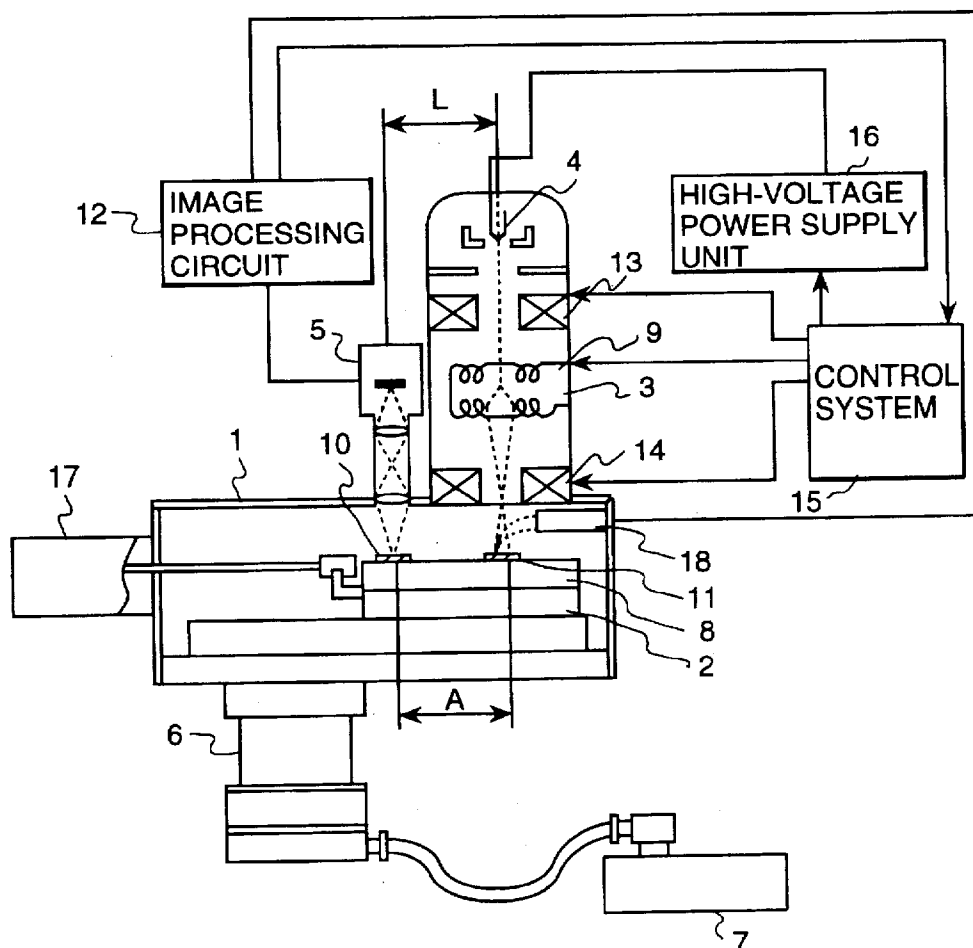 L
4
16
12
IMAGE
PROCESSING
CIRCUIT
HIGH-VOLTAGE
POWER SUPPLY
UNIT
13
5
9
3
CONTROL
SYSTEM
10
14
1
17
15
18
11
8
2
A
6
7